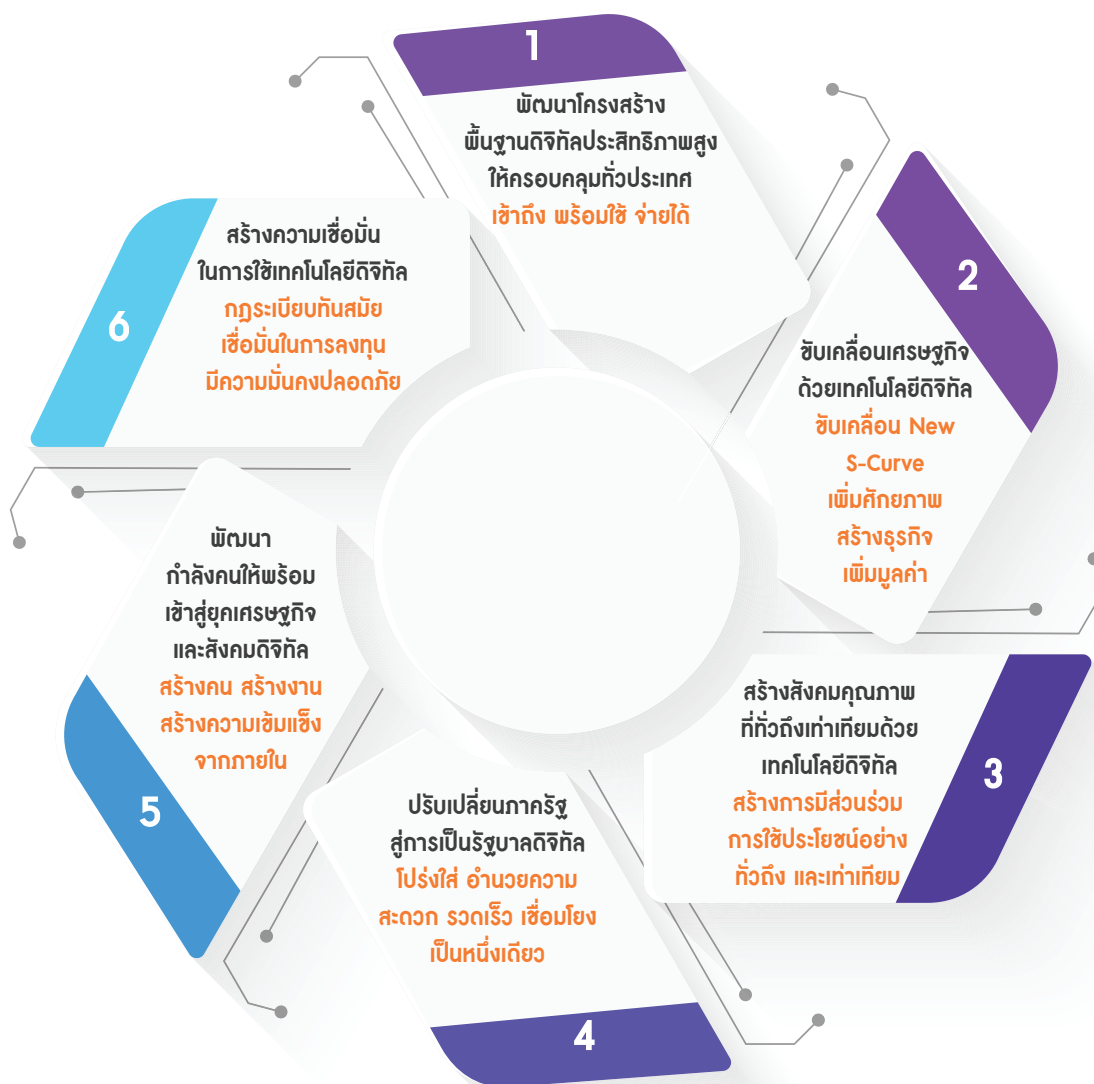 1
พัฒนาโครงสร้าง
พื้นฐานดิจิทัลประสิทธิภาพสูง
ให้ครอบคลุมทั่วประเทศ
เข้าถึง พร้อมใช้ จ่ายได้
2
ขับเคลื่อนเศรษฐกิจ
ด้วยเทคโนโลยีดิจิทัล
ขับเคลื่อน New
S-Curve
เพิ่มศักยภาพ
สร้างธุรกิจ
เพิ่มมูลค่า
3
สร้างสังคมคุณภาพ
ที่ทั่วถึงเท่าเทียมด้วย
เทคโนโลยีดิจิทัล
สร้างการมีส่วนร่วม
การใช้ประโยชน์อย่าง
ทั่วถึง และเท่าเทียม
4
ปรับเปลี่ยนภาครัฐ
สู่การเป็นรัฐบาลดิจิทัล
โปร่งใส่ อำนวยความ
สะดวก รวดเร็ว เชื่อมโยง
เป็นหนึ่งเดียว
5
พัฒนา
กำลังคนให้พร้อม
เข้าสู่ยุคเศรษฐกิจ
และสังคมดิจิทัล
สร้างคน สร้างงาน
สร้างความเข้มแข็ง
จากภายใน
6
สร้างความเชื่อมั่น
ในการใช้เทคโนโลยีดิจิทัล
กฎระเบียบทันสมัย
เชื่อมั่นในการลงทุน
มีความมั่นคงปลอดภัย